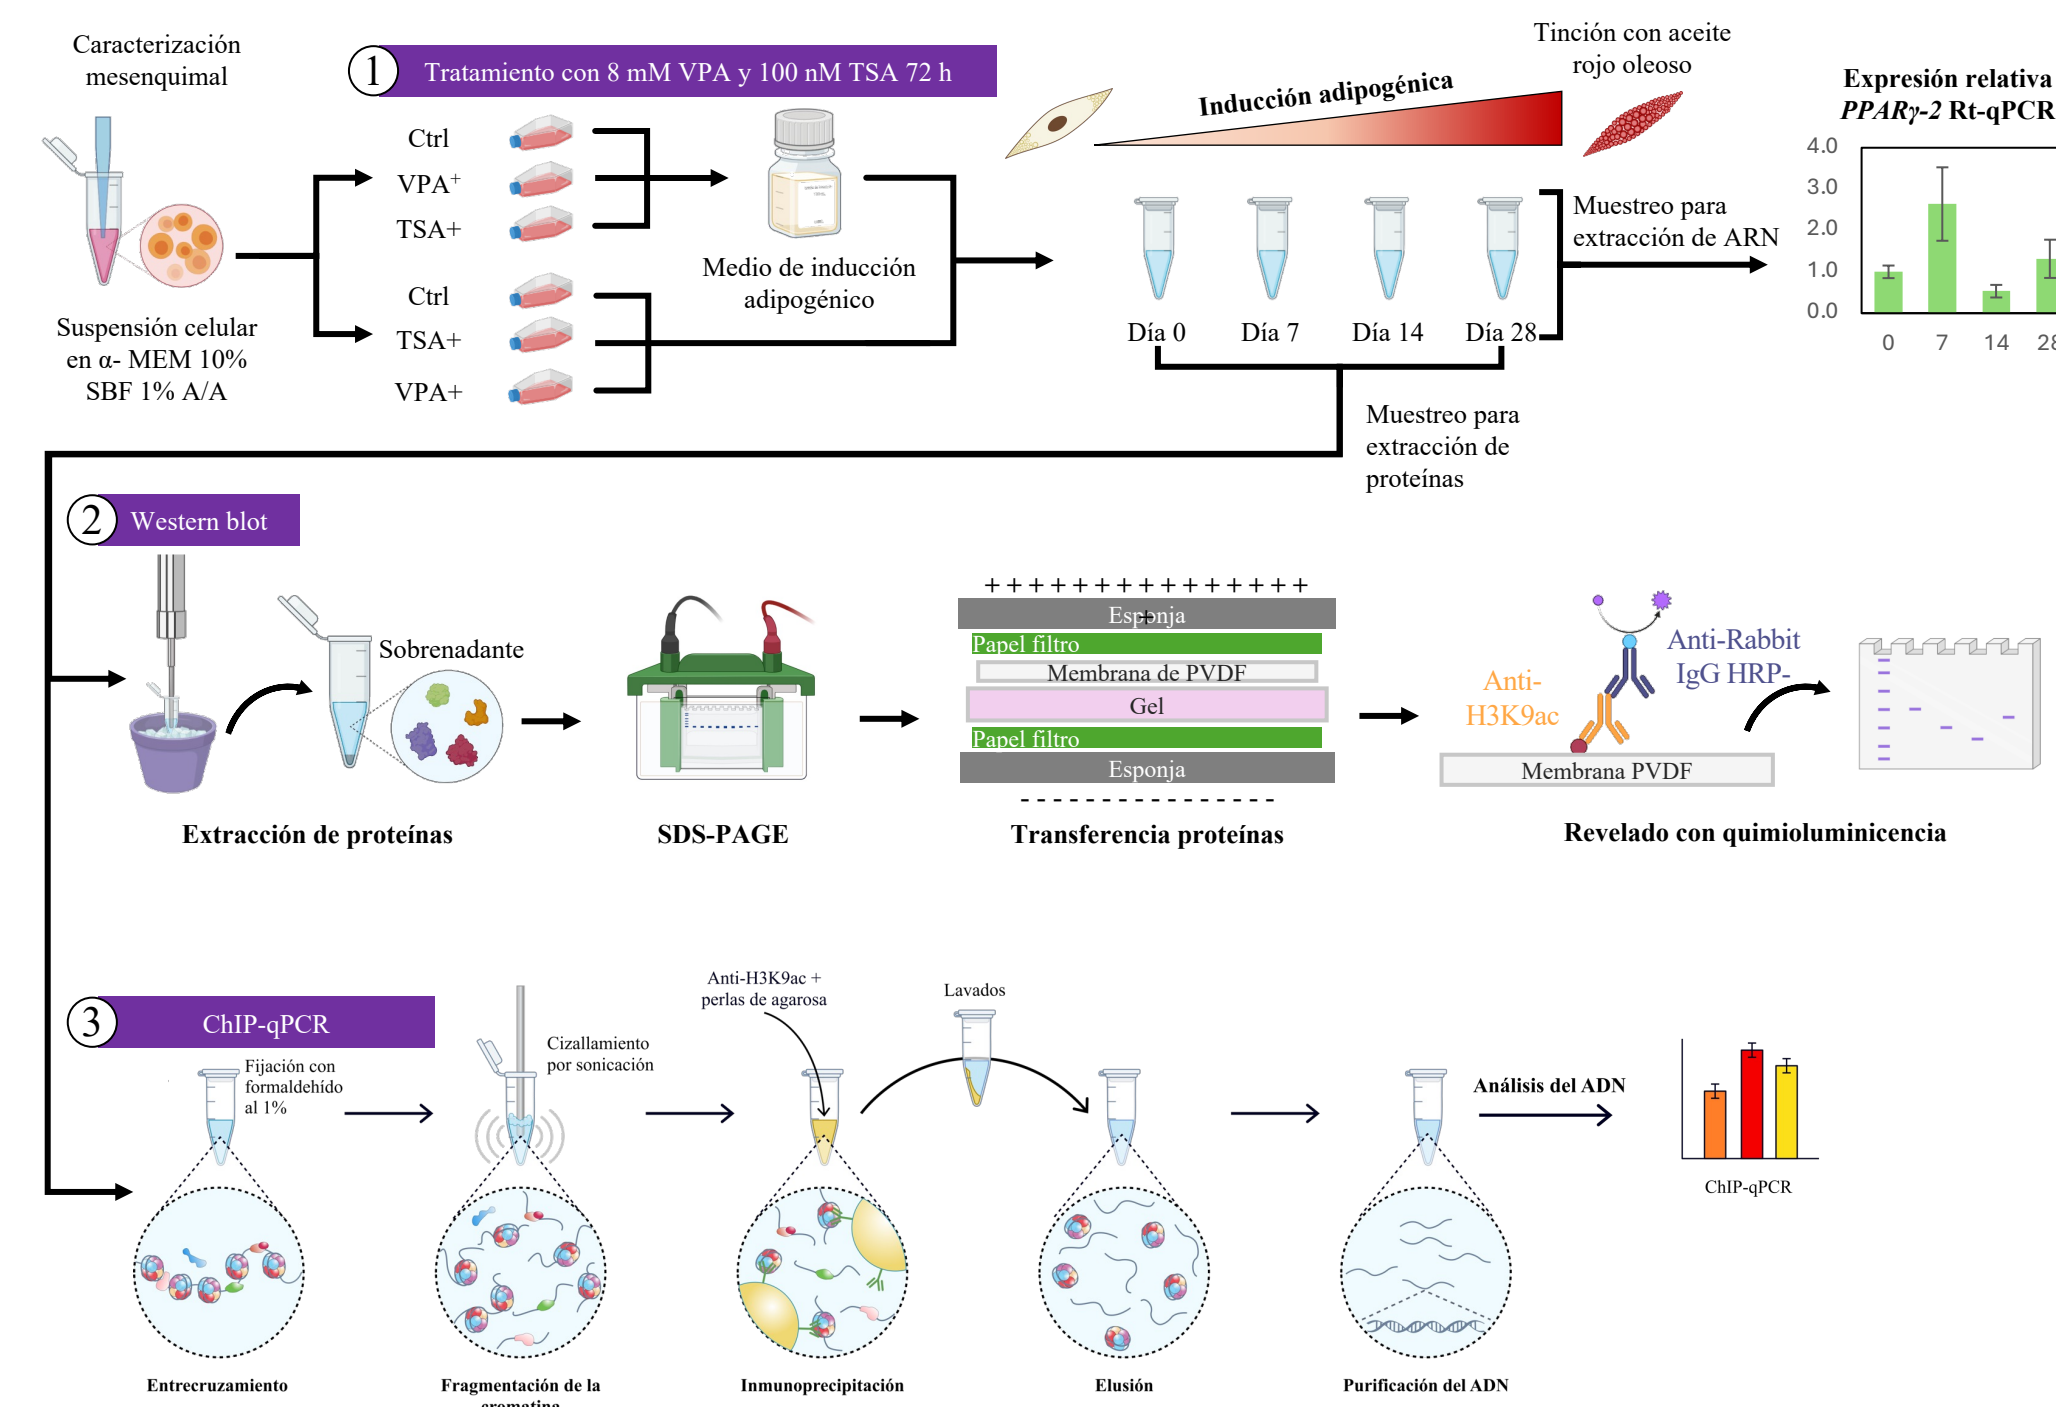 Caracterización
mesenquimal
Suspensión celular
en α- MEM 10%
SBF 1% A/A
1
Tratamiento con 8 mM VPA y 100 nM TSA 72 h
Ctrl
VPA+
TSA+
Ctrl
TSA+
VPA+
Medio de inducción
adipogénico
Inducción adipogénica
Tinción con aceite
rojo oleoso
Día 0
Día 7
Día 14
Día 28
Muestreo para
extracción de ARN
Muestreo para
extracción de
proteínas
Expresión relativa
PPARγ-2 Rt-qPCR
4.0
3.0
2.0
1.0
0.0
0 7 14 28
2
Western blot
Sobrenadante
Extracción de proteínas
SDS-PAGE
+ + + + + + + + + + + + + + +
+
Esponja
Papel filtro
Membrana de PVDF
Gel
Papel filtro
Esponja
- - - - - - - - - - - - - - - -
Transferencia proteínas
Anti-
H3K9ac
Anti-Rabbit
IgG HRP-
Membrana PVDF
Revelado con quimioluminicencia
3
ChIP-qPCR
Fijación con
formaldehído
al 1%
Entrecruzamiento
Cizallamiento
por sonicación
Fragmentación de la
cromatina
Anti-H3K9ac +
perlas de agarosa
Inmunoprecipitación
Lavados
Elusión
Purificación del ADN
Análisis del ADN
ChIP-qPCR